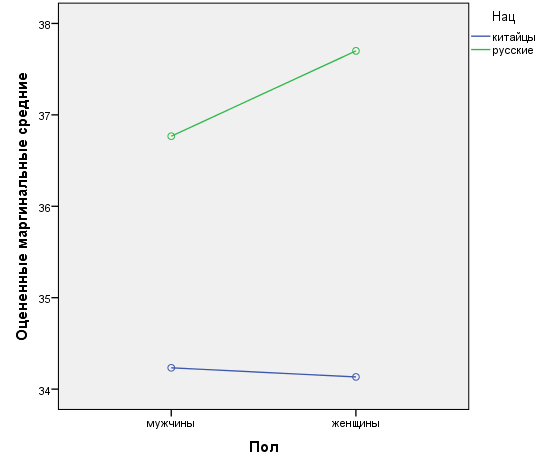 Нац
китайцы
русские
Оцененные маргинальные средние
38
37
36
35
34
мужчины
женщины
Пол